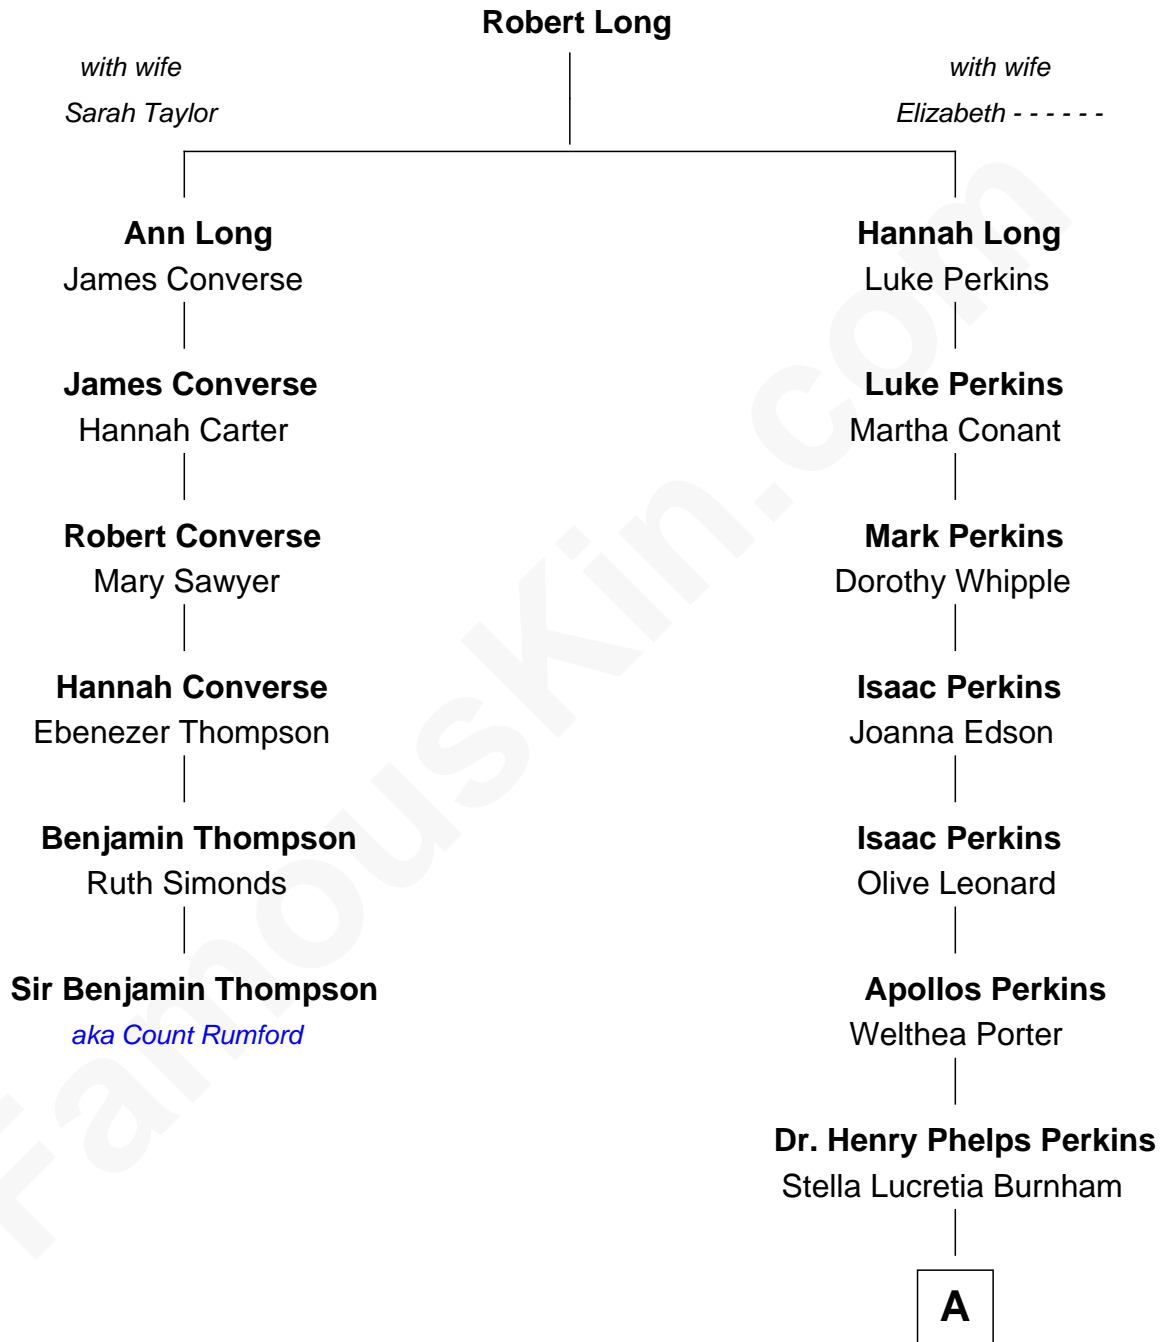 Robert Long
with wife
Sarah Taylor
with wife
Elizabeth - - - - - -
Ann Long
James Converse
Hannah Long
Luke Perkins
James Converse
Hannah Carter
Luke Perkins
Martha Conant
Robert Converse
Mary Sawyer
Mark Perkins
Dorothy Whipple
Hannah Converse
Ebenezer Thompson
Isaac Perkins
Joanna Edson
Benjamin Thompson
Ruth Simonds
Isaac Perkins
Olive Leonard
Sir Benjamin Thompson
aka Count Rumford
Apollos Perkins
Welthea Porter
Dr. Henry Phelps Perkins
Stella Lucretia Burnham
A
FamousKin.com